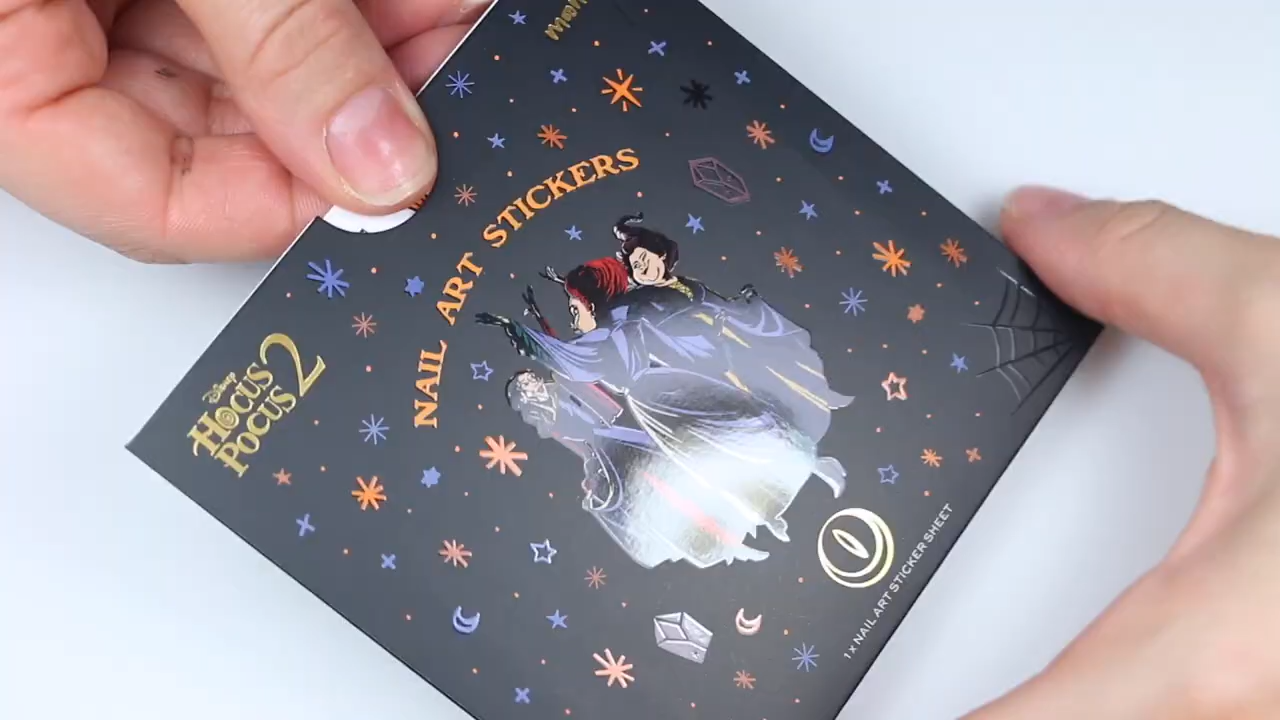 NAIL ART STICKERS
Disney
HOCUS
POCUS 2
1 x NAIL ART STICKER SHEET